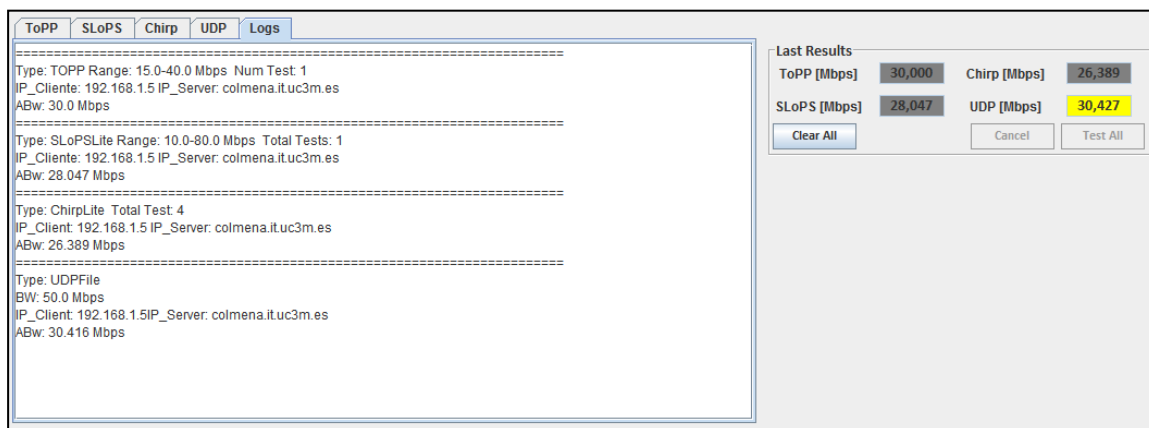 ToPP SLoPS Chirp UDP Logs
=========================================================================
Type: TOPP Range: 15.0-40.0 Mbps  Num Test: 1
IP_Cliente: 192.168.1.5 IP_Server: colmena.it.uc3m.es
ABw: 30.0 Mbps
=========================================================================
Type: SLoPSLite Range: 10.0-80.0 Mbps  Total Tests: 1
IP_Cliente: 192.168.1.5 IP_Server: colmena.it.uc3m.es
ABw: 28.047 Mbps
=========================================================================
Type: ChirpLite  Total Test: 4
IP_Client: 192.168.1.5 IP_Server: colmena.it.uc3m.es
ABw: 26.389 Mbps
=========================================================================
Type: UDPFile
BW: 50.0 Mbps
IP_Client: 192.168.1.5IP_Server: colmena.it.uc3m.es
ABw: 30.416 Mbps
Last Results
ToPP [Mbps] 30,000 Chirp [Mbps] 26,389
SLoPS [Mbps] 28,047 UDP [Mbps] 30,427
Clear All Cancel Test All